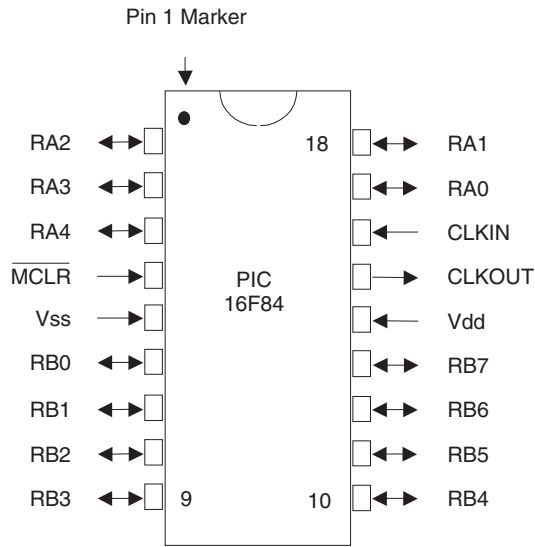 Pin 1 Marker
RA2
18
RA1
RA3
RA0
RA4
CLKIN
MCLR
PIC
16F84
CLKOUT
Vss
Vdd
RB0
RB7
RB1
RB6
RB2
RB5
RB3
9
10
RB4